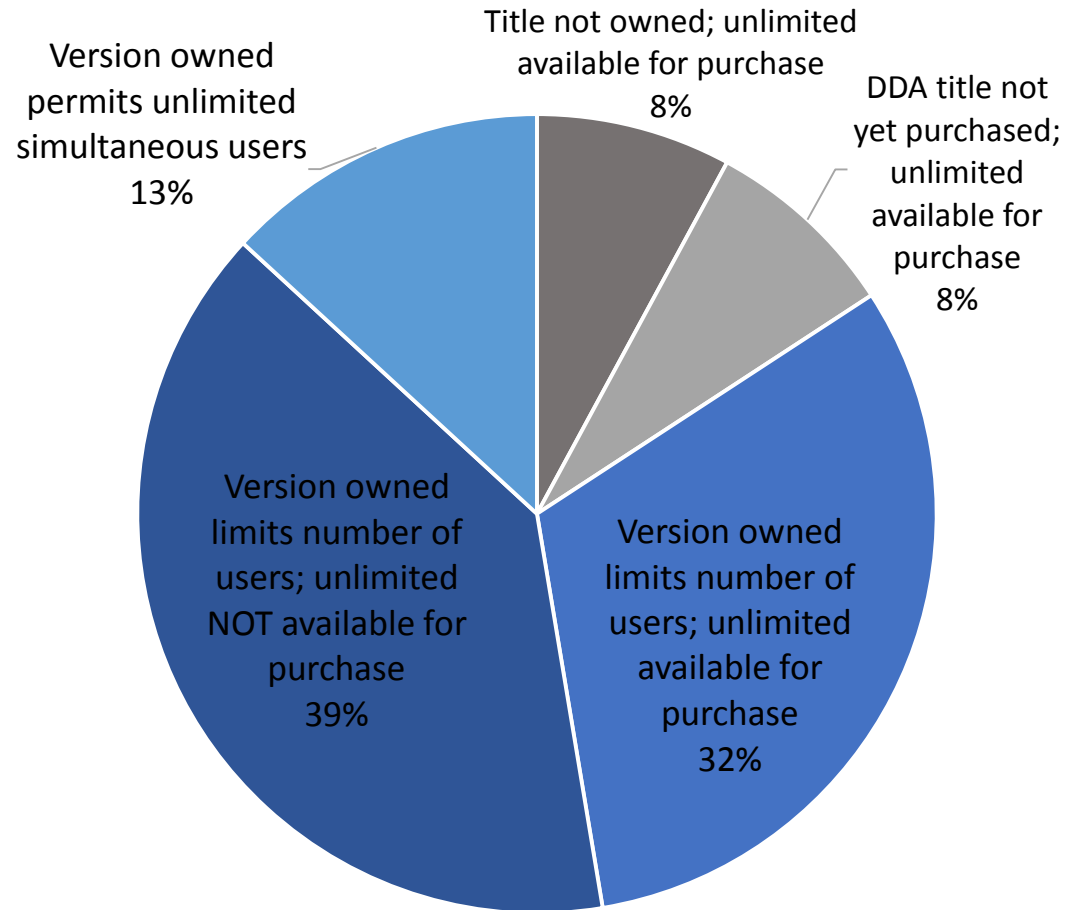 Title not owned; unlimited
available for purchase
8%
DDA title not
yet purchased;
unlimited
available for
purchase
8%
Version owned
limits number of
users; unlimited
available for
purchase
32%
Version owned
limits number of
users; unlimited
NOT available for
purchase
39%
Version owned
permits unlimited
simultaneous users
13%